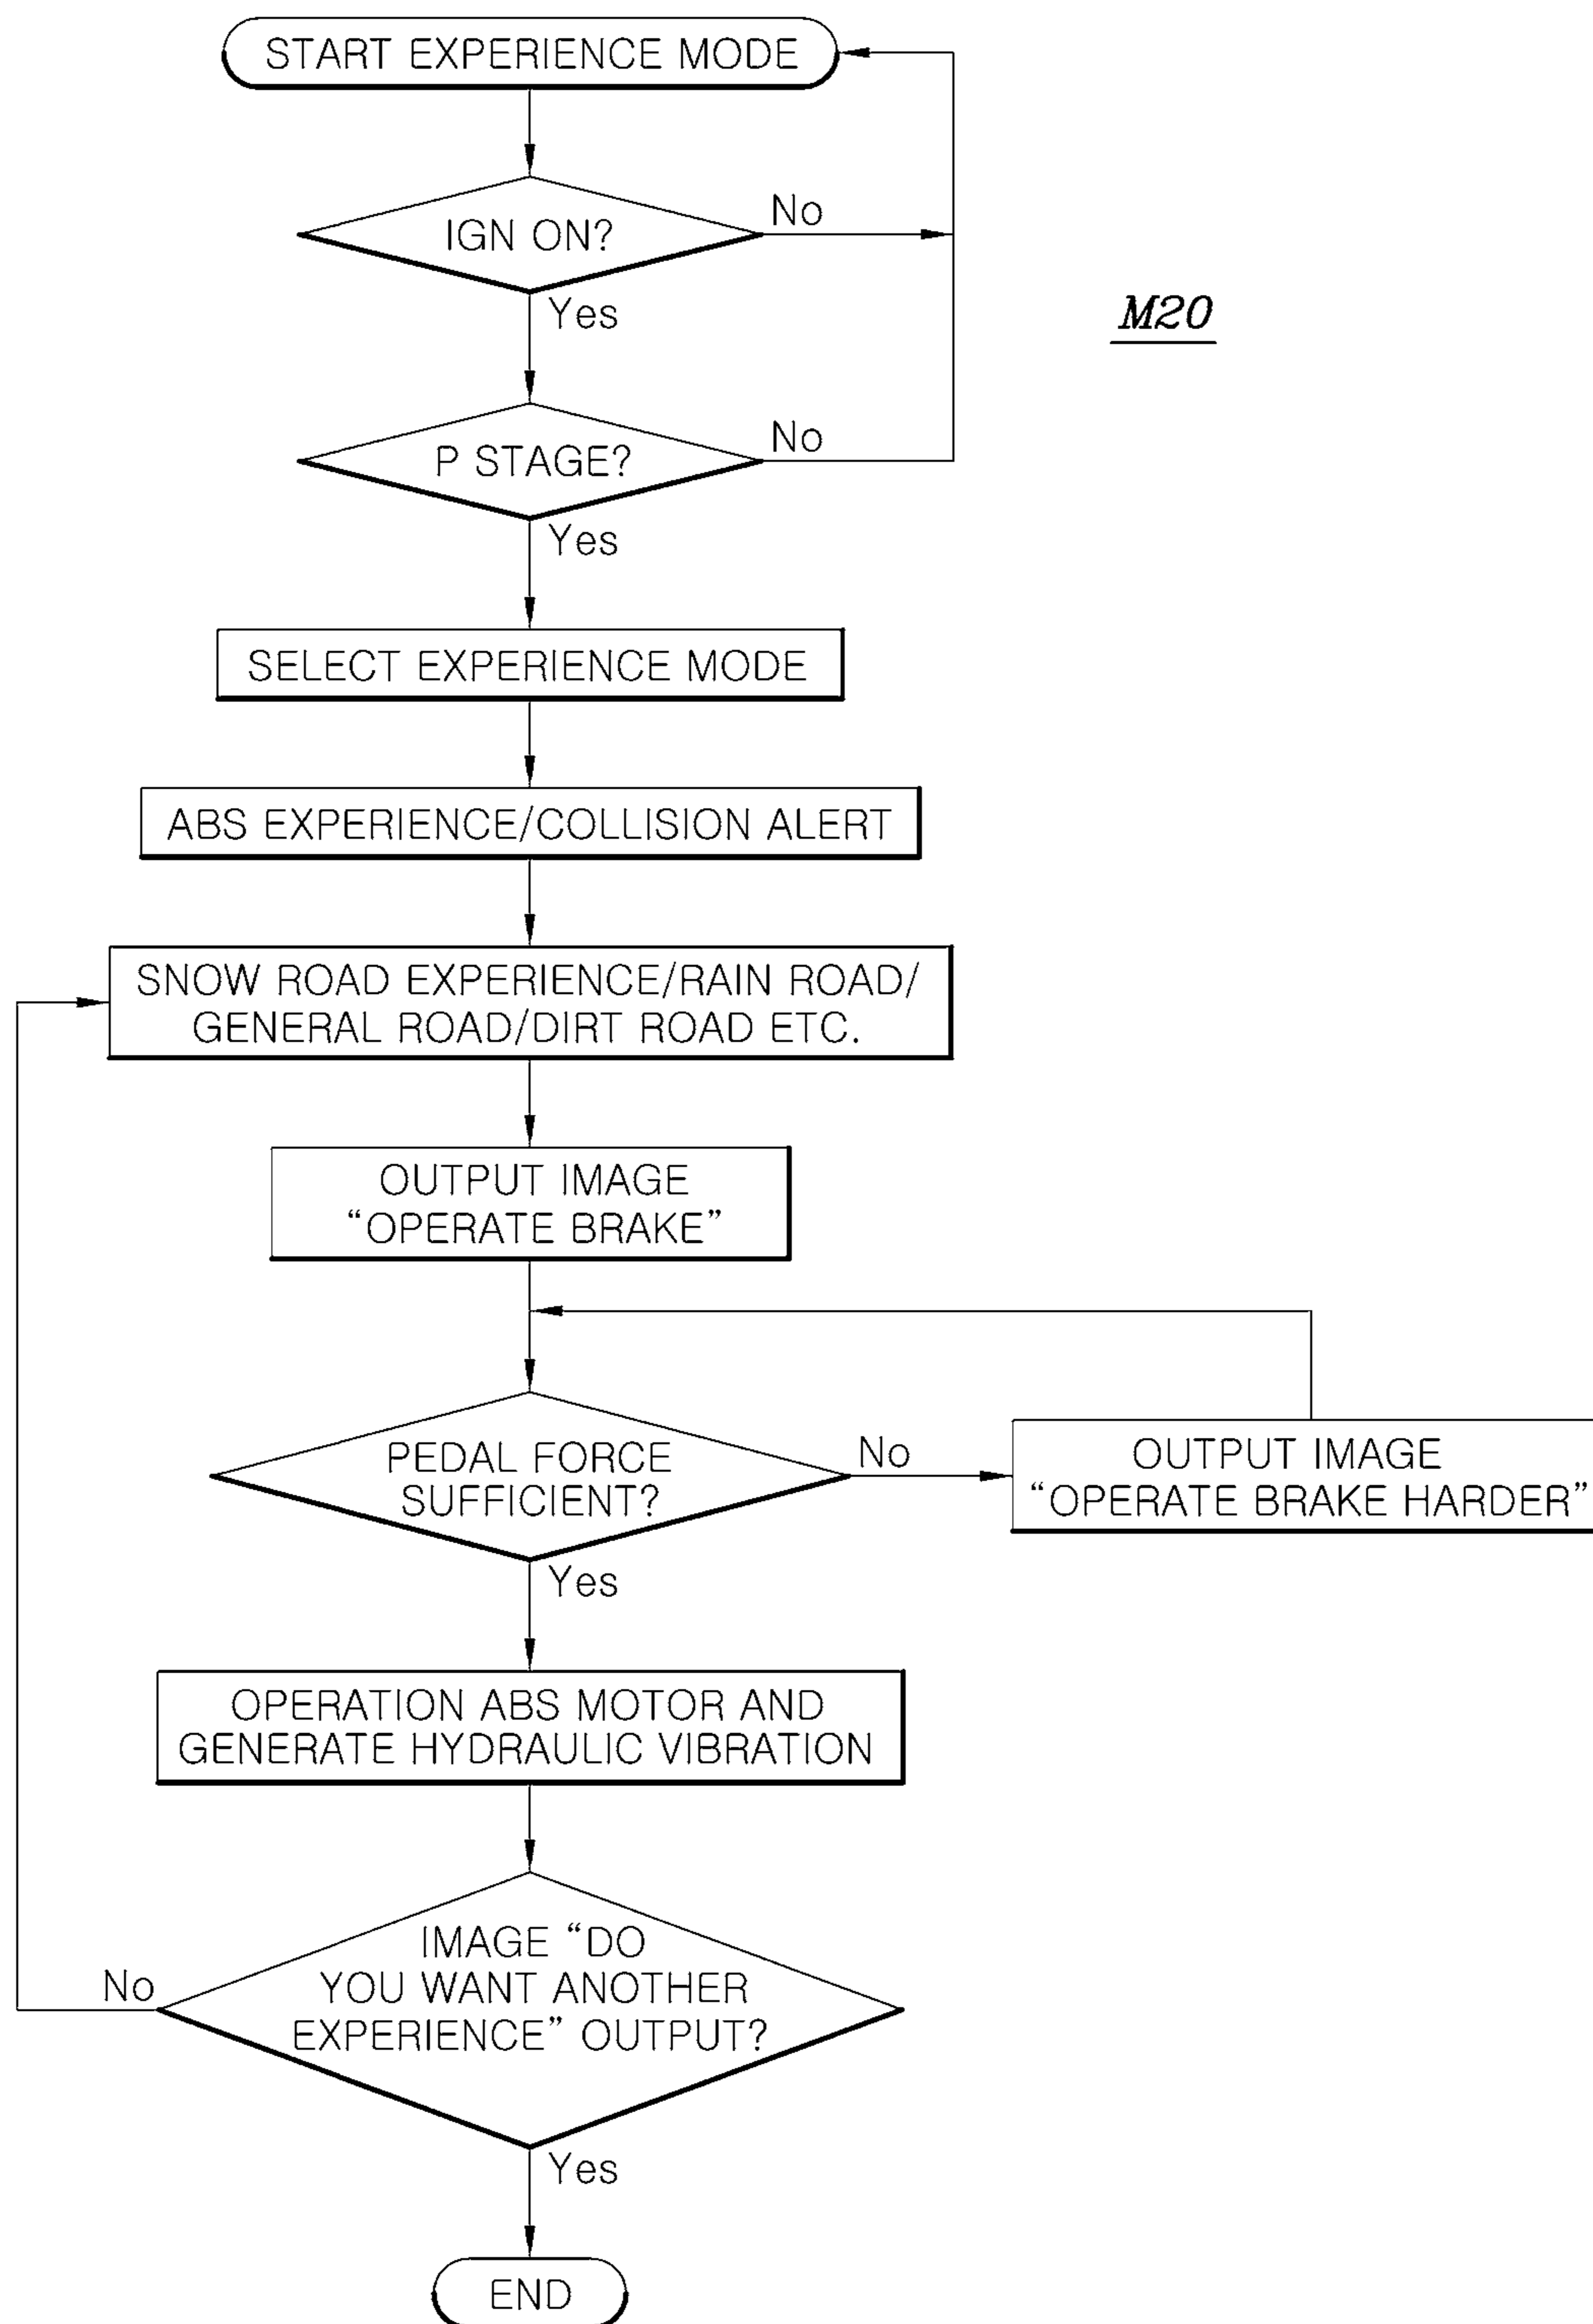 START EXPERIENCE MODE
IGN ON?
No
Yes
M20
P STAGE?
No
Yes
SELECT EXPERIENCE MODE
ABS EXPERIENCE/COLLISION ALERT
SNOW ROAD EXPERIENCE/RAIN ROAD/
GENERAL ROAD/DIRT ROAD ETC.
OUTPUT IMAGE
“OPERATE BRAKE”
PEDAL FORCE
SUFFICIENT?
No
OUTPUT IMAGE
“OPERATE BRAKE HARDER”
Yes
OPERATION ABS MOTOR AND
GENERATE HYDRAULIC VIBRATION
IMAGE “DO
YOU WANT ANOTHER
EXPERIENCE” OUTPUT?
No
Yes
END